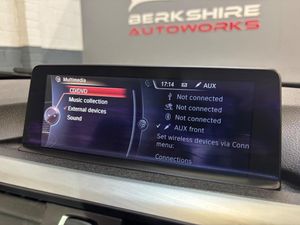 BERKSHIRE
AUTOWORKS
Multimedia
17:14
AUX
CD/DVD
Music collection
External devices
Sound
Not connected
Not connected
Not connected
AUX front
Set wireless devices via Conn
menu:
Connections